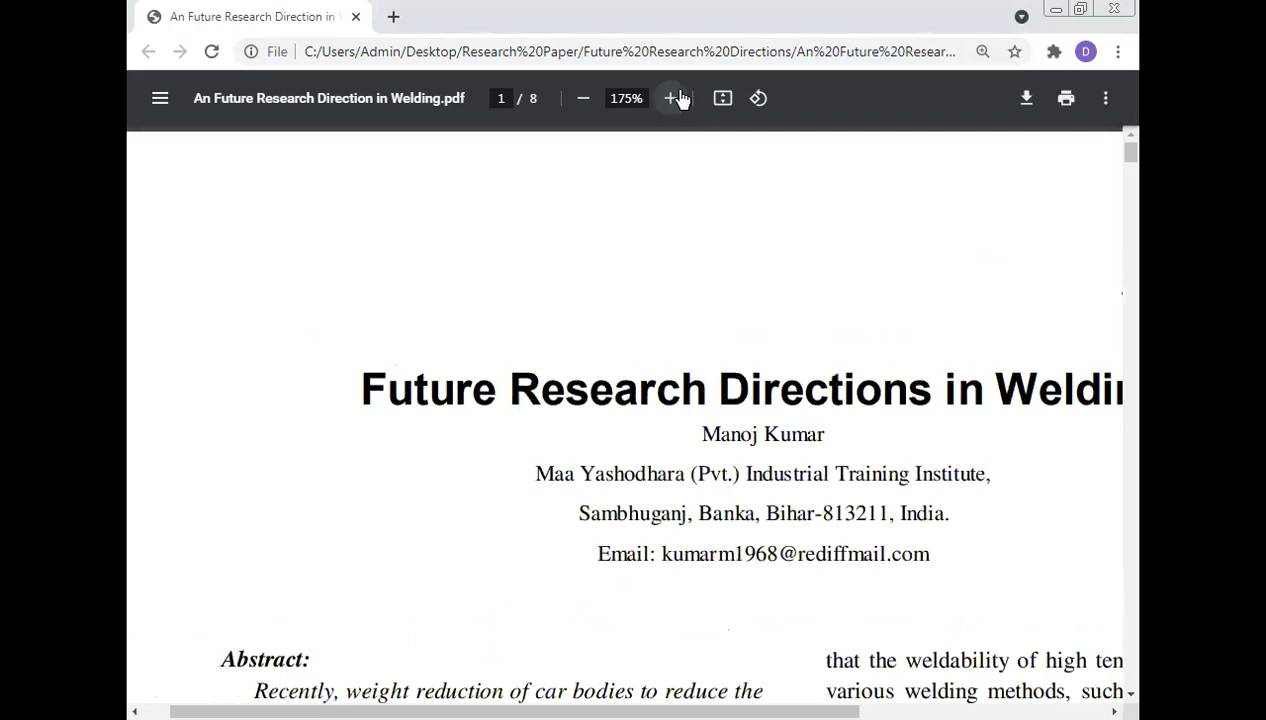 An Future Research Direction in
File
C:/Users/Admin/Desktop/Research%20Paper/Future%20Research%20Directions/An%20Future%20Resear...
D
An Future Research Direction in Welding.pdf
1 / 8
175%
Future Research Directions in Weldin
Manoj Kumar
Maa Yashodhara (Pvt.) Industrial Training Institute,
Sambhuganj, Banka, Bihar-813211, India.
Email: kumarm1968@rediffmail.com
Abstract:
Recently, weight reduction of car bodies to reduce the
that the weldability of high ten
various welding methods, such